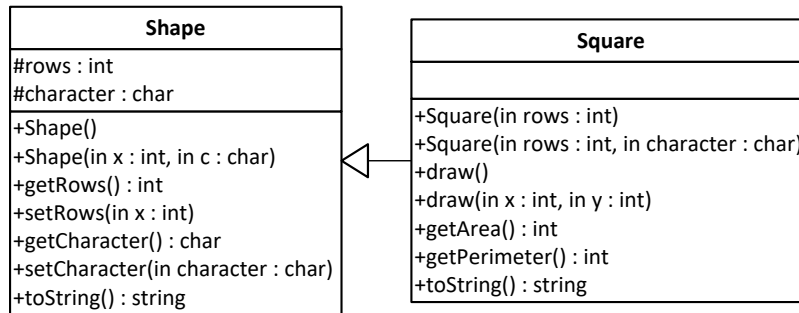 Shape
#rows : int
#character : char
+Shape()
+Shape(in x : int, in c : char)
+getRows() : int
+setRows(in x : int)
+getCharacter() : char
+setCharacter(in character : char)
+toString() : string
Square
+Square(in rows : int)
+Square(in rows : int, in character : char)
+draw()
+draw(in x : int, in y : int)
+getArea() : int
+getPerimeter() : int
+toString() : string